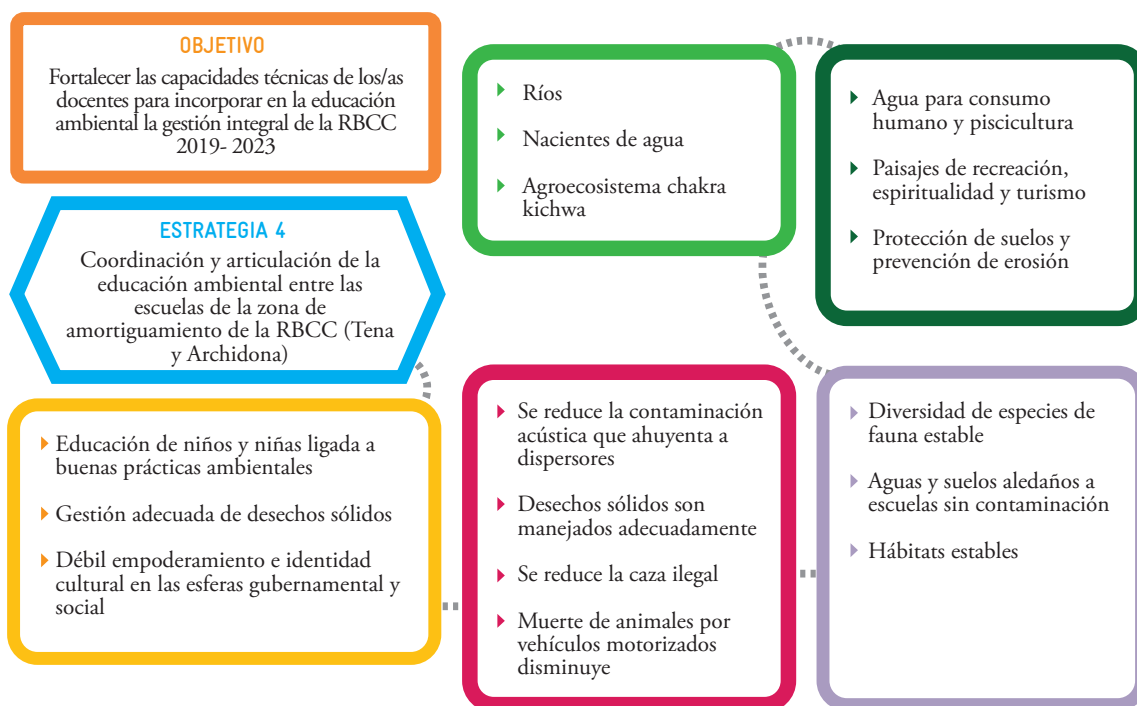 OBJETIVO
Fortalecer las capacidades técnicas de los/as
docentes para incorporar en la educación
ambiental la gestión integral de la RBCC
2019- 2023
ESTRATEGIA 4
Coordinación y articulación de la
educación ambiental entre las
escuelas de la zona de
amortiguamiento de la RBCC (Tena
y Archidona)
Educación de niños y niñas ligada a
buenas prácticas ambientales
Gestión adecuada de desechos sólidos
Débil empoderamiento e identidad
cultural en las esferas gubernamental y
social
Se reduce la contaminación
acústica que ahuyenta a
dispersores
Desechos sólidos son
manejados adecuadamente
Se reduce la caza ilegal
Muerte de animales por
vehículos motorizados
disminuye
Diversidad de especies de
fauna estable
Aguas y suelos aledaños a
escuelas sin contaminación
Hábitats estables
Ríos
Nacientes de agua
Agroecosistema chakra
kichwa
Agua para consumo
humano y piscicultura
Paisajes de recreación,
espiritualidad y turismo
Protección de suelos y
prevención de erosión